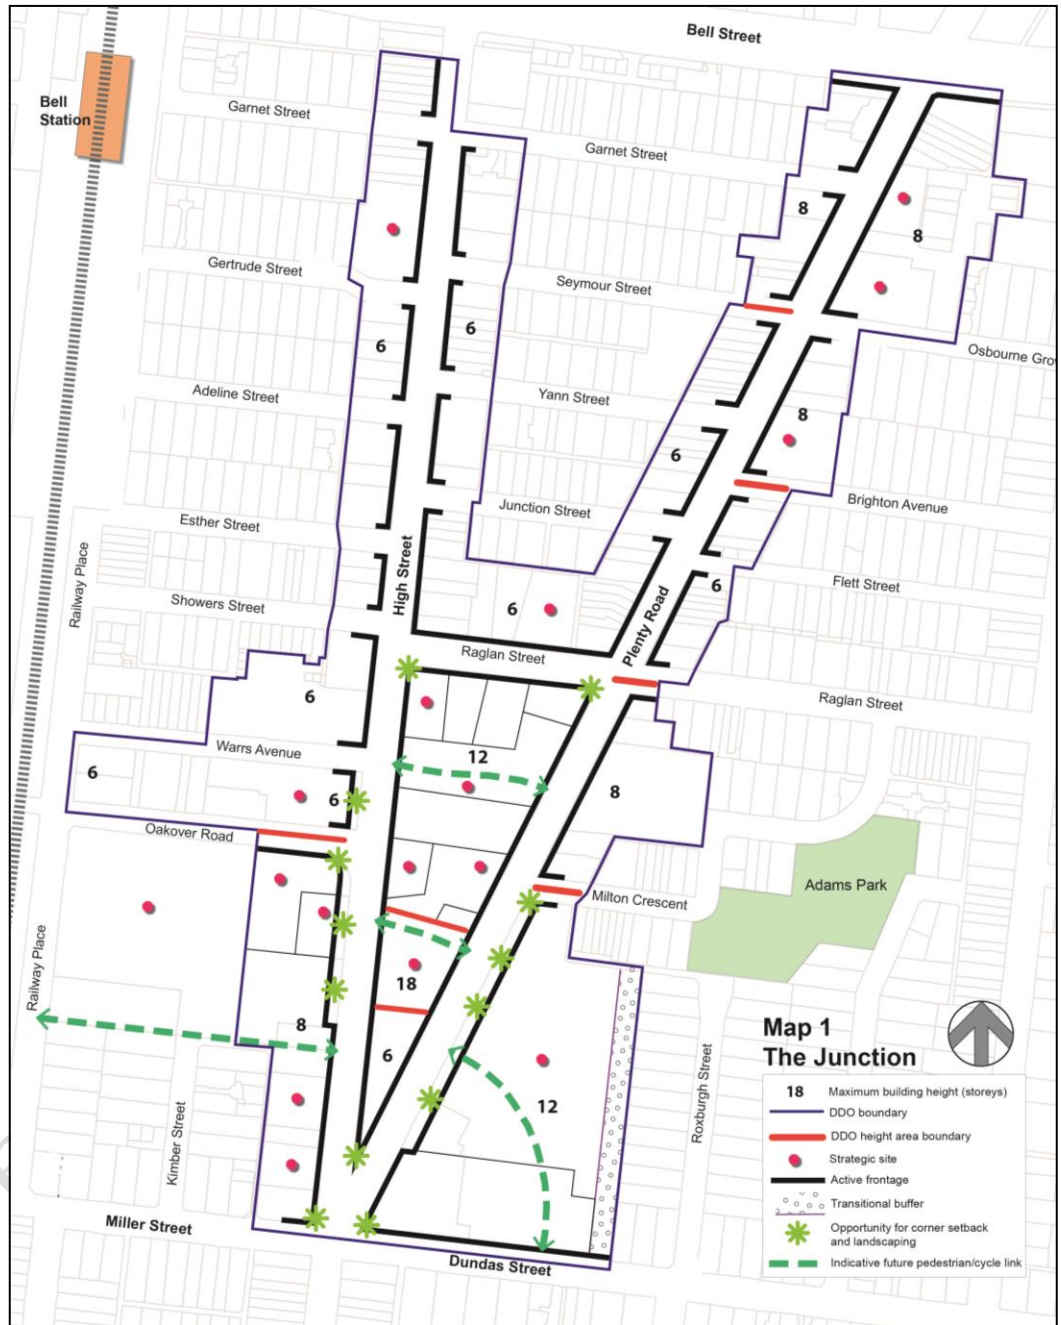 Bell Street
Bell
Station
Garnet Street
Garnet Street
8
8
Gertrude Street
Seymour Street
6
6
Osbourne Gro
Adeline Street
Yann Street
8
6
Junction Street
Brighton Avenue
Esther Street
High Street
Railway Place
Flett Street
6
Showers Street
6
Plenty Road
Raglan Street
6
Raglan Street
Warrs Avenue
12
6
6
8
Oakover Road
Adams Park
Milton Crescent
Railway Place
18
8
6
12
Roxburgh Street
Kimber Street
Miller Street
Dundas Street
Map 1
The Junction
18 Maximum building height (storeys)
DDO boundary
DDO height area boundary
Strategic site
Active frontage
Transitional buffer
Opportunity for corner setback
and landscaping
Indicative future pedestrian/cycle link